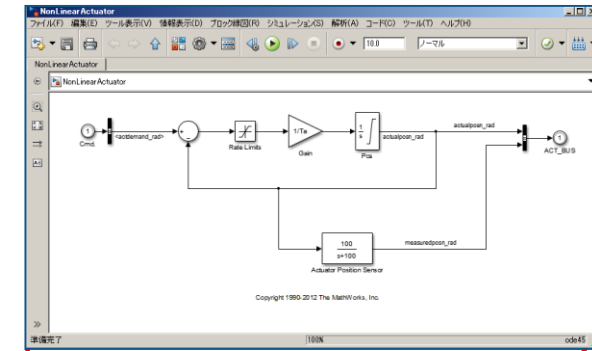 NonLinearActuator
ファイル(F) 編集(E) ツール表示(V) 情報表示(D) ブロック線図(R) シミュレーション(S) 解析(A) コード(C) ツール(T) ヘルプ(H)
10.0 ノーマル
NonLinearActuator
NonLinearActuator
1
Cmd.
<actdemand_rad>
Rate Limits
1/Ta
Gain
1
s
Pos
actualposn_rad
actualposn_rad
1
ACT_BUS
100
s+100
Actuator Position Sensor
measuredposn_rad
Copyright 1990-2012 The MathWorks, Inc.
準備完了 100% ode45